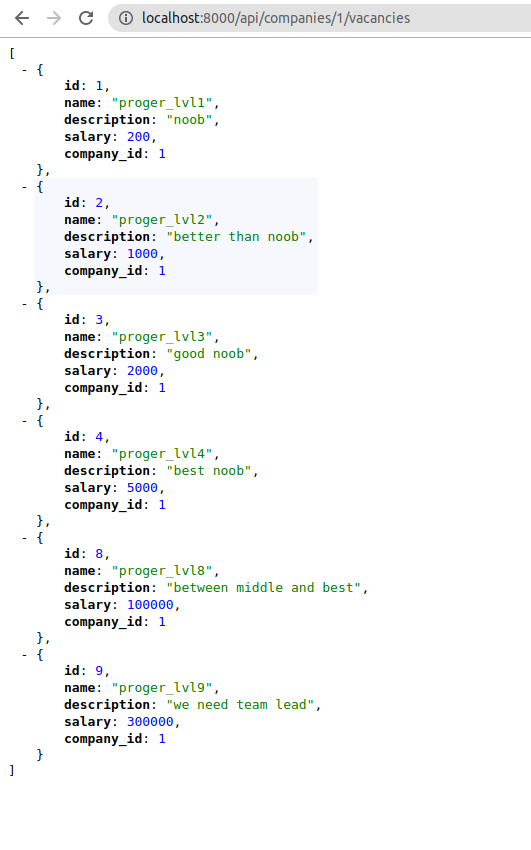 localhost:8000/api/companies/1/vacancies
[
- {
id: 1,
name: "proger_lvl1",
description: "noob",
salary: 200,
company_id: 1
},
- {
id: 2,
name: "proger_lvl2",
description: "better than noob",
salary: 1000,
company_id: 1
},
- {
id: 3,
name: "proger_lvl3",
description: "good noob",
salary: 2000,
company_id: 1
},
- {
id: 4,
name: "proger_lvl4",
description: "best noob",
salary: 5000,
company_id: 1
},
- {
id: 8,
name: "proger_lvl8",
description: "between middle and best",
salary: 100000,
company_id: 1
},
- {
id: 9,
name: "proger_lvl9",
description: "we need team lead",
salary: 300000,
company_id: 1
}
]